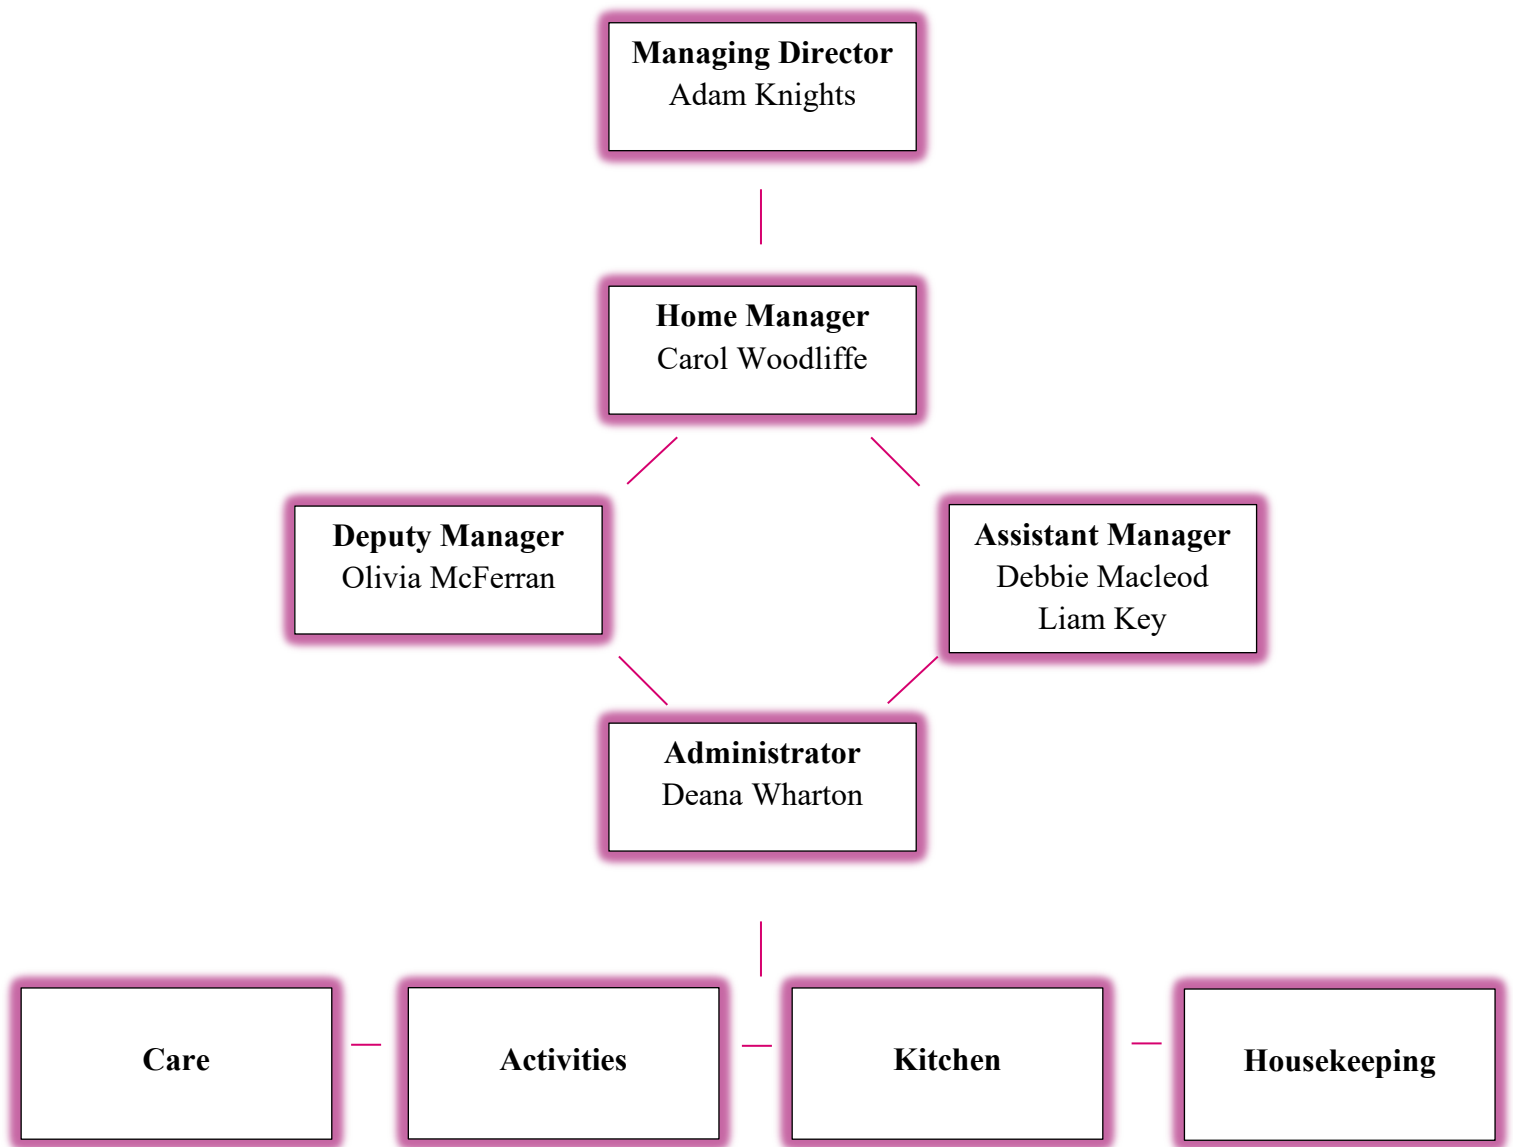 Managing Director
Adam Knights
Home Manager
Carol Woodliffe
Deputy Manager
Olivia McFerran
Assistant Manager
Debbie Macleod
Liam Key
Administrator
Deana Wharton
Care
Activities
Kitchen
Housekeeping